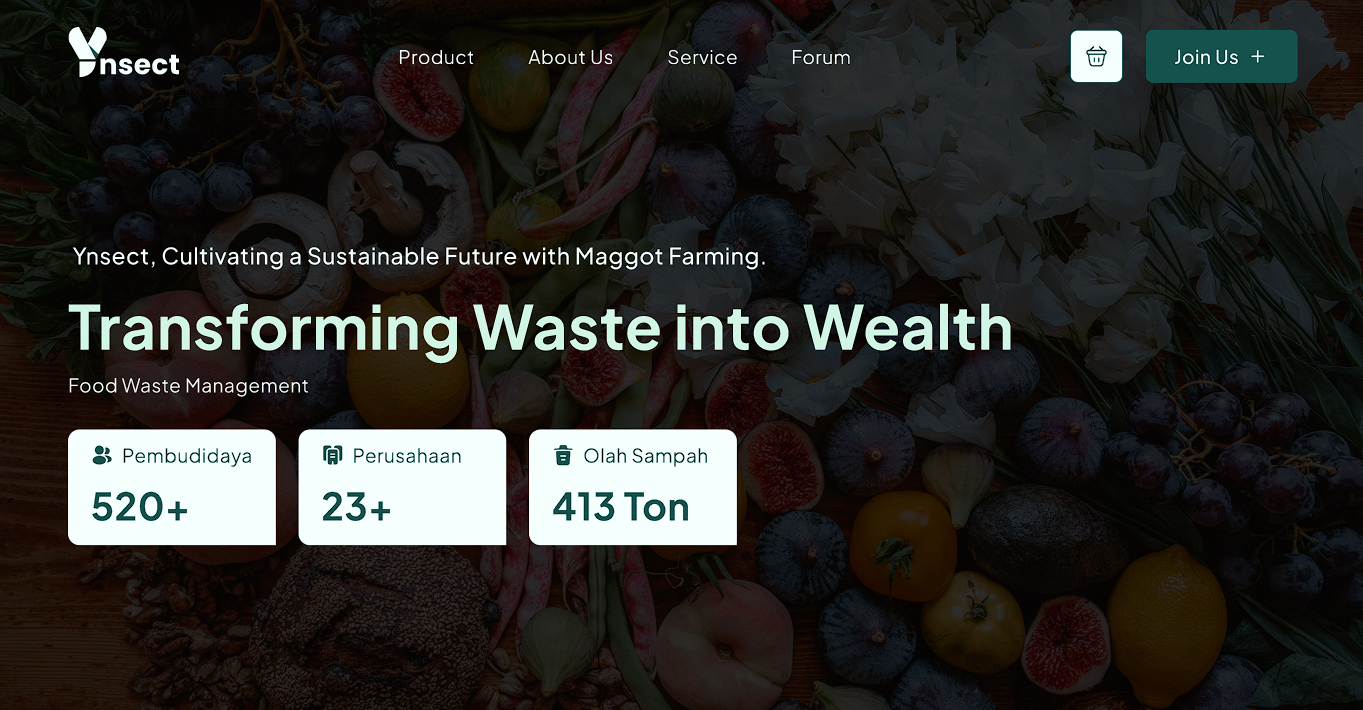 Ynsect
Product
About Us
Service
Forum
Join Us +
Ynsect, Cultivating a Sustainable Future with Maggot Farming.
Transforming Waste into Wealth
Food Waste Management
Pembudidaya
520+
Perusahaan
23+
Olah Sampah
413 Ton